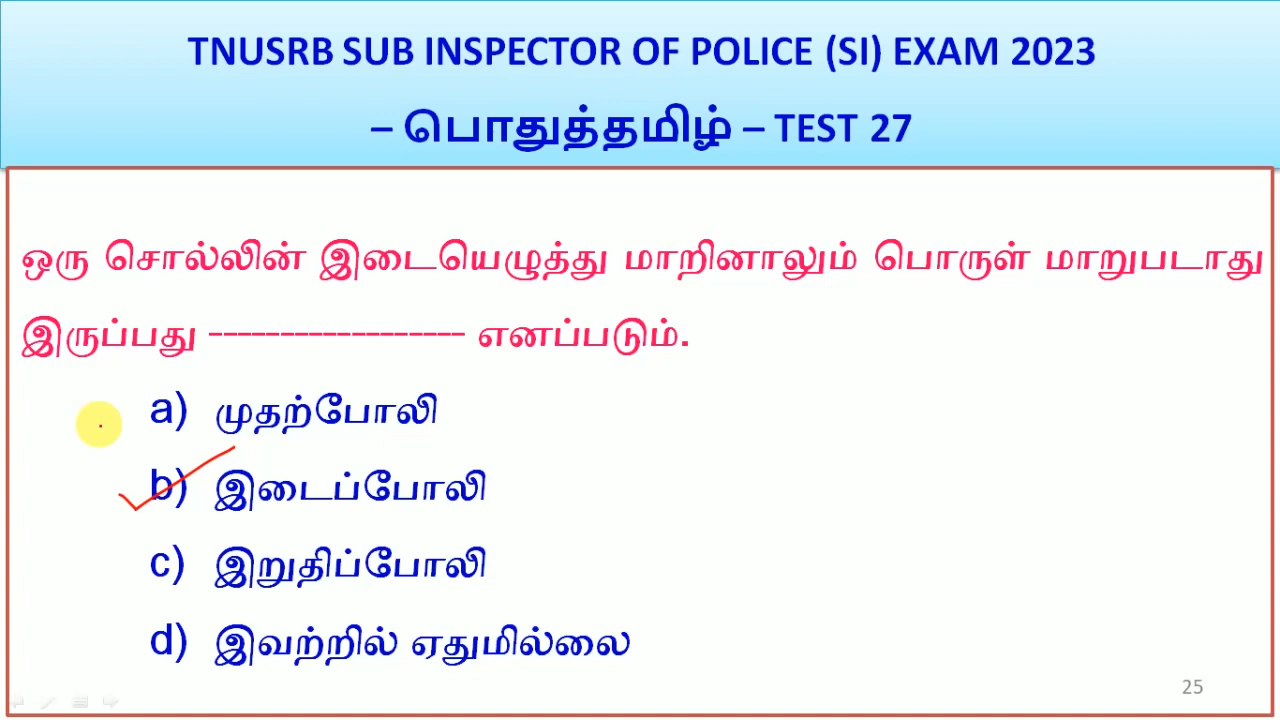 TNUSRB SUB INSPECTOR OF POLICE (SI) EXAM 2023
– பொதுத்தமிழ் – TEST 27
ஒரு சொல்லின் இடையெழுத்து மாறினாலும் பொருள் மாறுபடாது
இருப்பது ------------------ எனப்படும்.
a) முதற்போலி
b) இடைப்போலி
c) இறுதிப்போலி
d) இவற்றில் ஏதுமில்லை
25